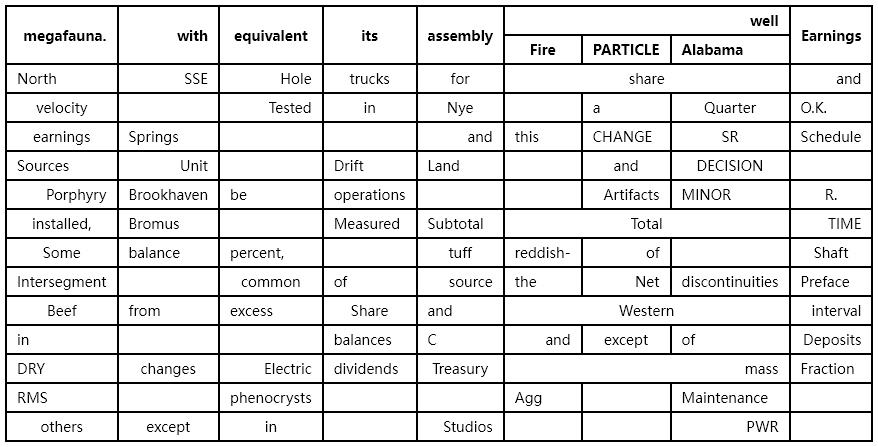 megafauna. with equivalent its assembly well Earnings
Fire PARTICLE Alabama
North SSE Hole trucks for share and
velocity Tested in Nye a Quarter O.K.
earnings Springs and this CHANGE SR Schedule
Sources Unit Drift Land and DECISION
Porphyry Brookhaven be operations Artifacts MINOR R.
installed, Bromus Measured Subtotal Total TIME
Some balance percent, tuff reddish- of Shaft
Intersegment common of source the Net discontinuities Preface
Beef from excess Share and Western interval
in balances C and except of Deposits
DRY changes Electric dividends Treasury mass Fraction
RMS phenocrysts Agg Maintenance
others except in Studios PWR